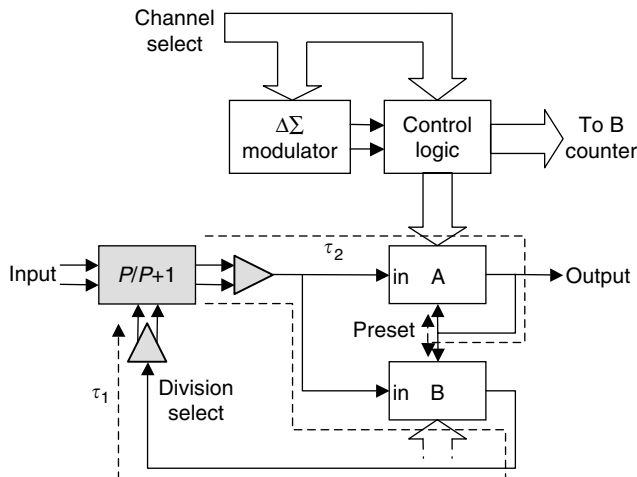 Channel
select
ΔΣ
modulator
Control
logic
To B
counter
τ2
Input
P/P+1
in A
Output
Preset
τ1
Division
select
in B